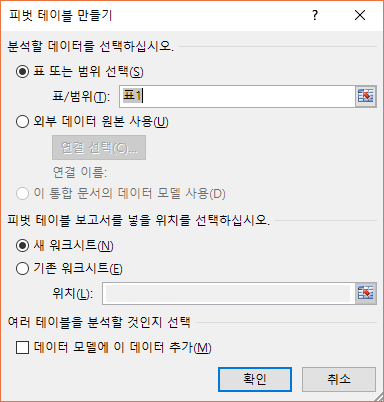 피벗 테이블 만들기
분석할 데이터를 선택하십시오.
표 또는 범위 선택(S)
표/범위(T): 표1
외부 데이터 원본 사용(U)
연결 선택(C)...
연결 이름:
이 통합 문서의 데이터 모델 사용(D)
피벗 테이블 보고서를 넣을 위치를 선택하십시오.
새 워크시트(N)
기존 워크시트(E)
위치(L):
여러 테이블을 분석할 것인지 선택
데이터 모델에 이 데이터 추가(M)
확인 취소